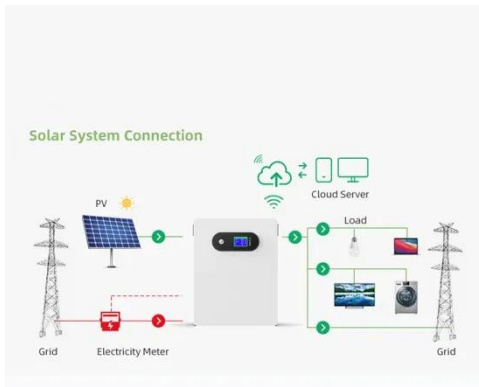 Solar System Connection
Cloud Server
PV
Load
Grid
Electricity Meter
Grid